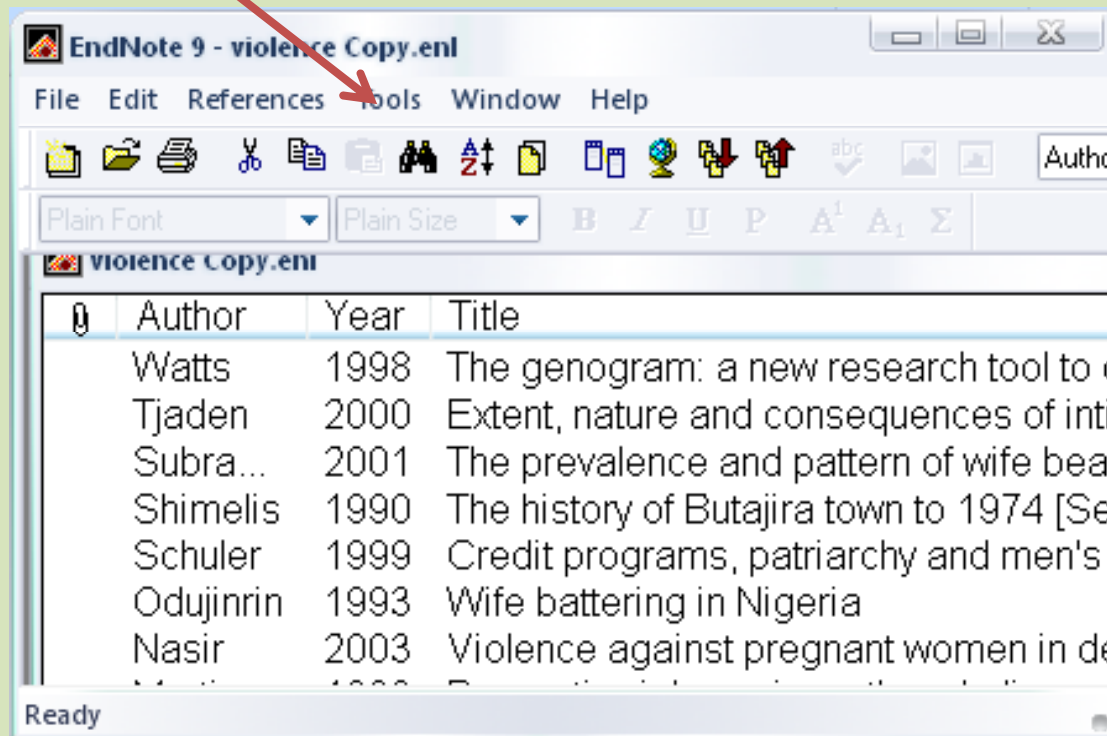 EndNote 9 - violence Copy.enl
File Edit References Tools Window Help
abc Autho
Plain Font Plain Size B I U P A1 A1 Σ
violence Copy.enl
Author Year Title
Watts 1998 The genogram: a new research tool to
Tjaden 2000 Extent, nature and consequences of inti
Subra... 2001 The prevalence and pattern of wife bea
Shimelis 1990 The history of Butajira town to 1974 [Se
Schuler 1999 Credit programs, patriarchy and men's
Odujinrin 1993 Wife battering in Nigeria
Nasir 2003 Violence against pregnant women in de
Ready